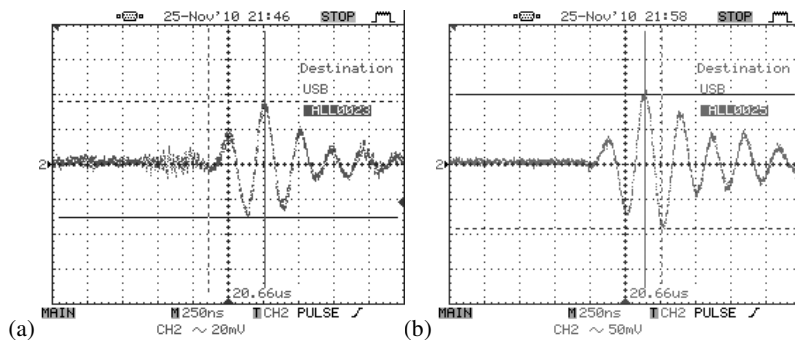 25-Nov'10 21:46 STOP
Destination
USB
ALL0023
2
20.66us
MAIN M 250ns T CH2 PULSE
CH2 ~ 20mV
(a)
25-Nov'10 21:58 STOP
Destination
USB
ALL0025
2
20.66us
MAIN M 250ns T CH2 PULSE
CH2 ~ 50mV
(b)